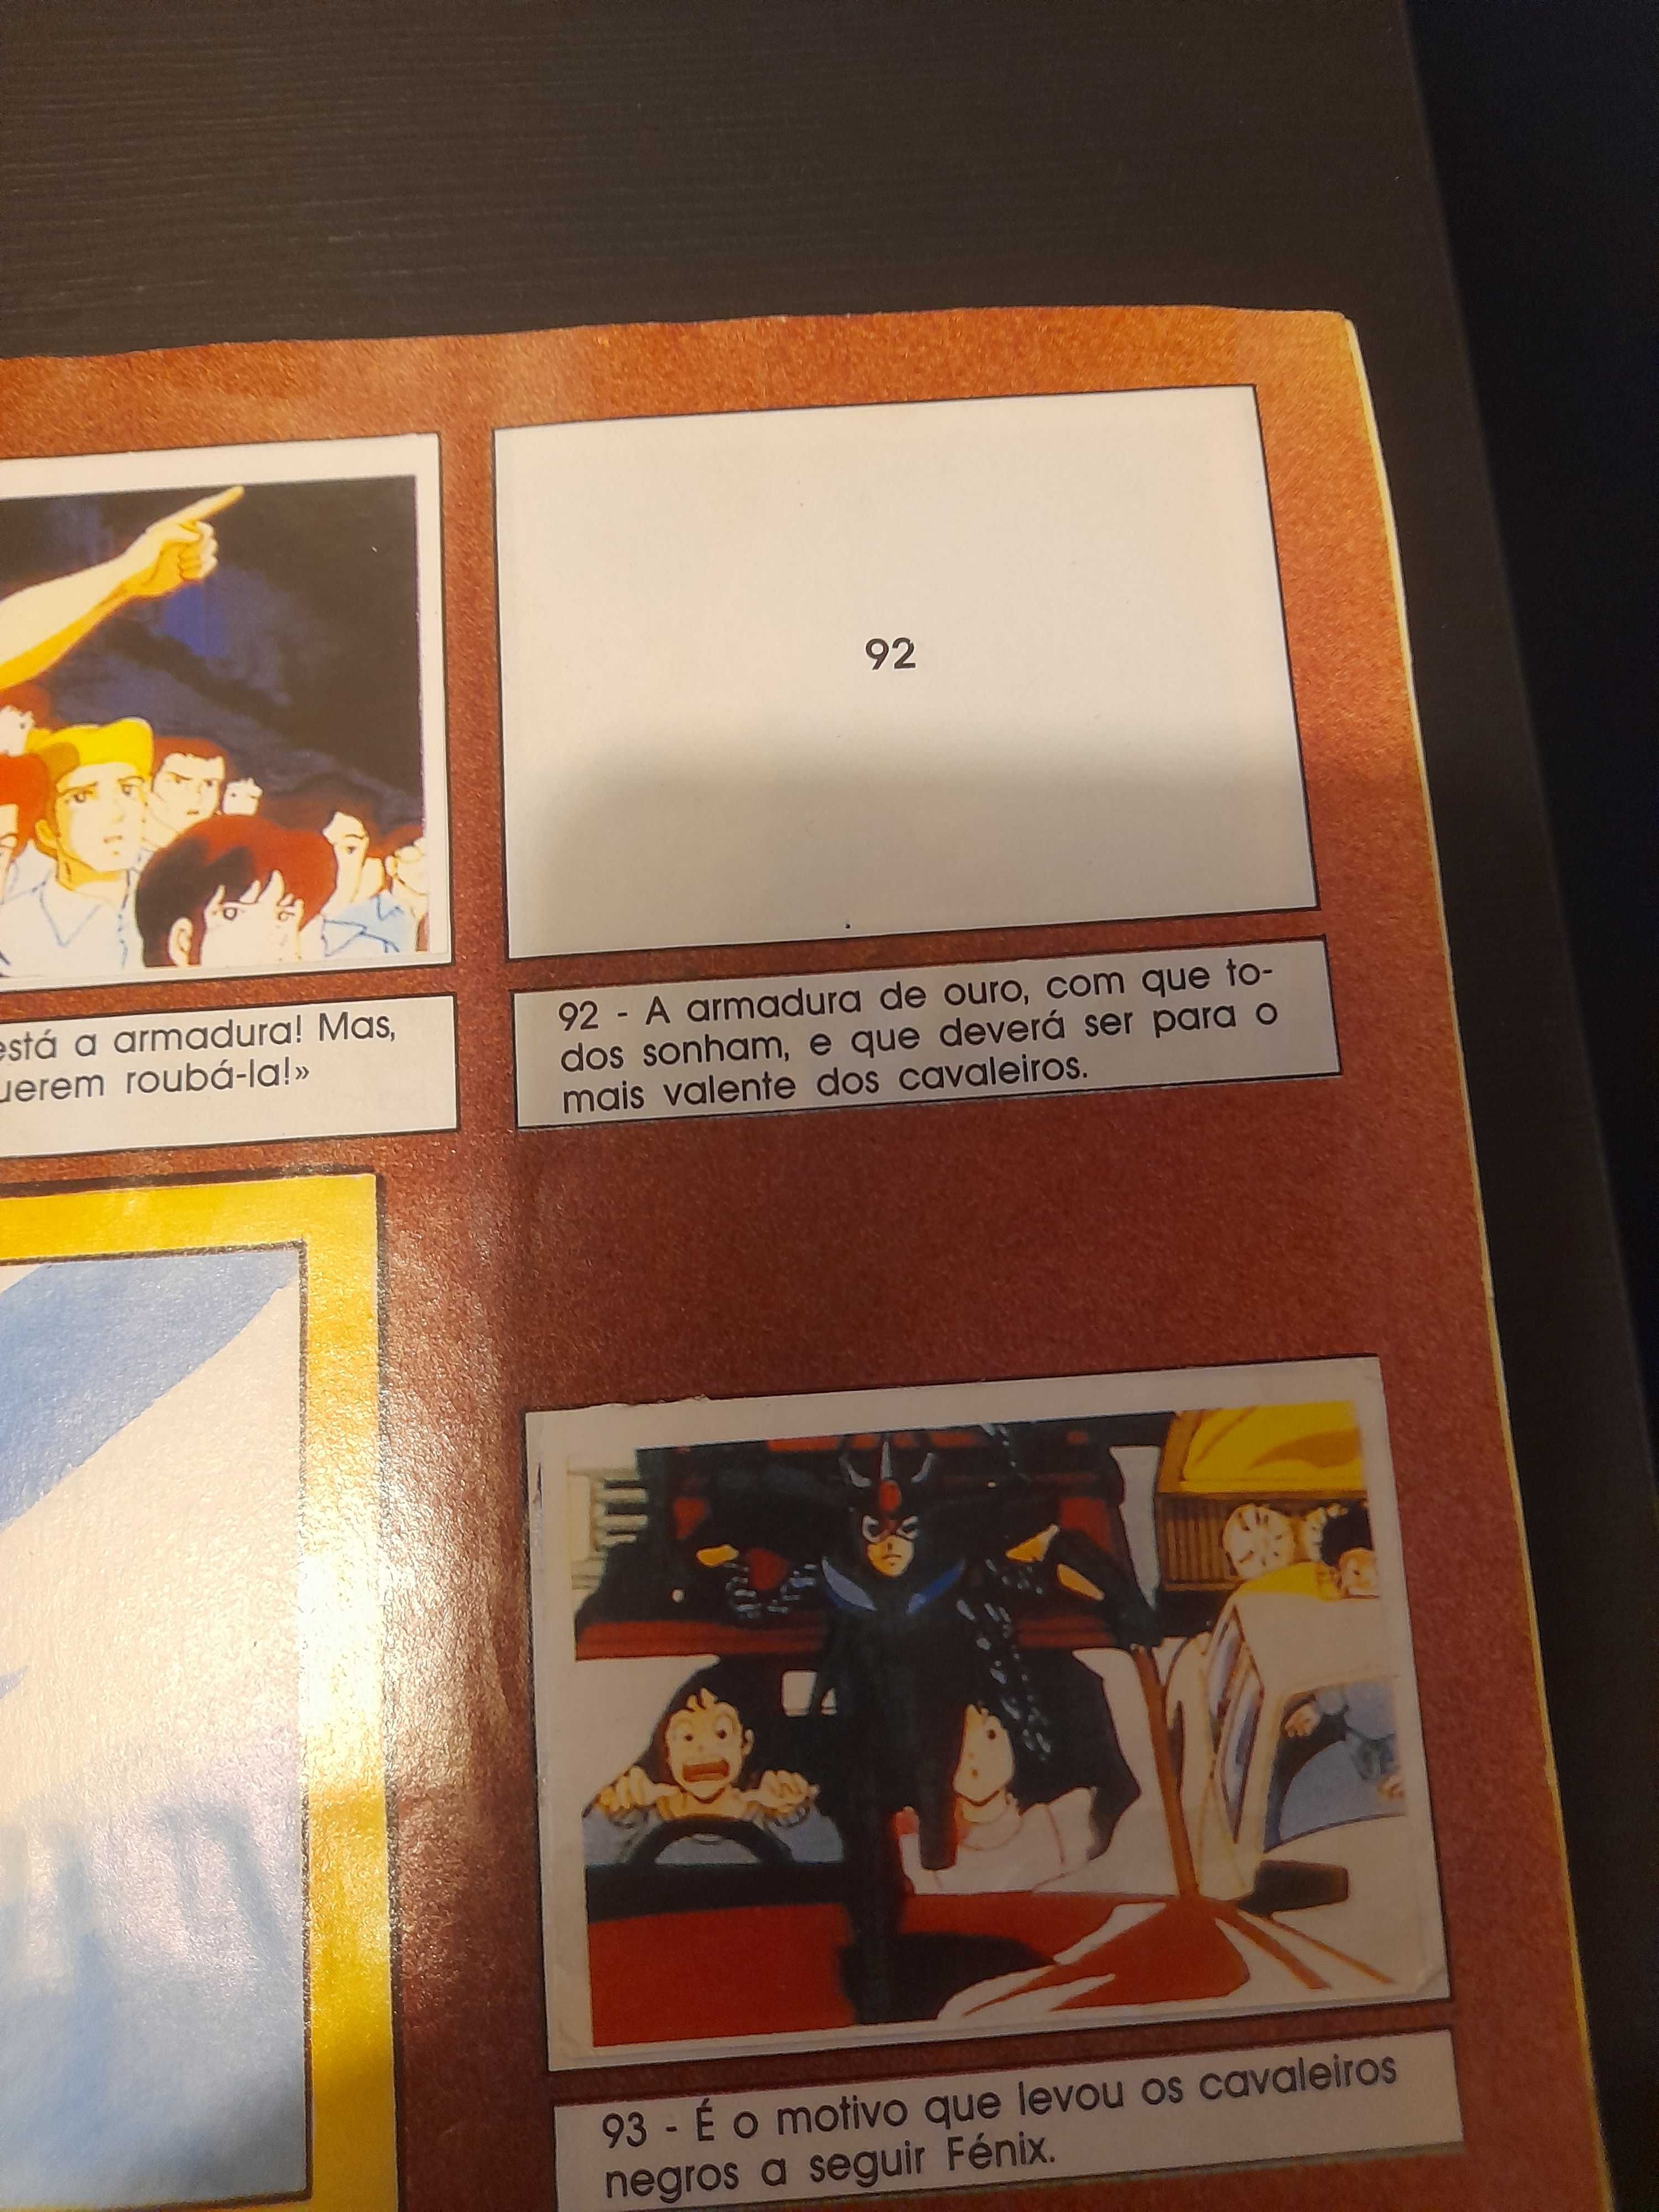 92
está a armadura! Mas,
querem roubá-la!»
92 - A armadura de ouro, com que to-
dos sonham, e que deverá ser para o
mais valente dos cavaleiros.
93 - É o motivo que levou os cavaleiros
negros a seguir Fénix.